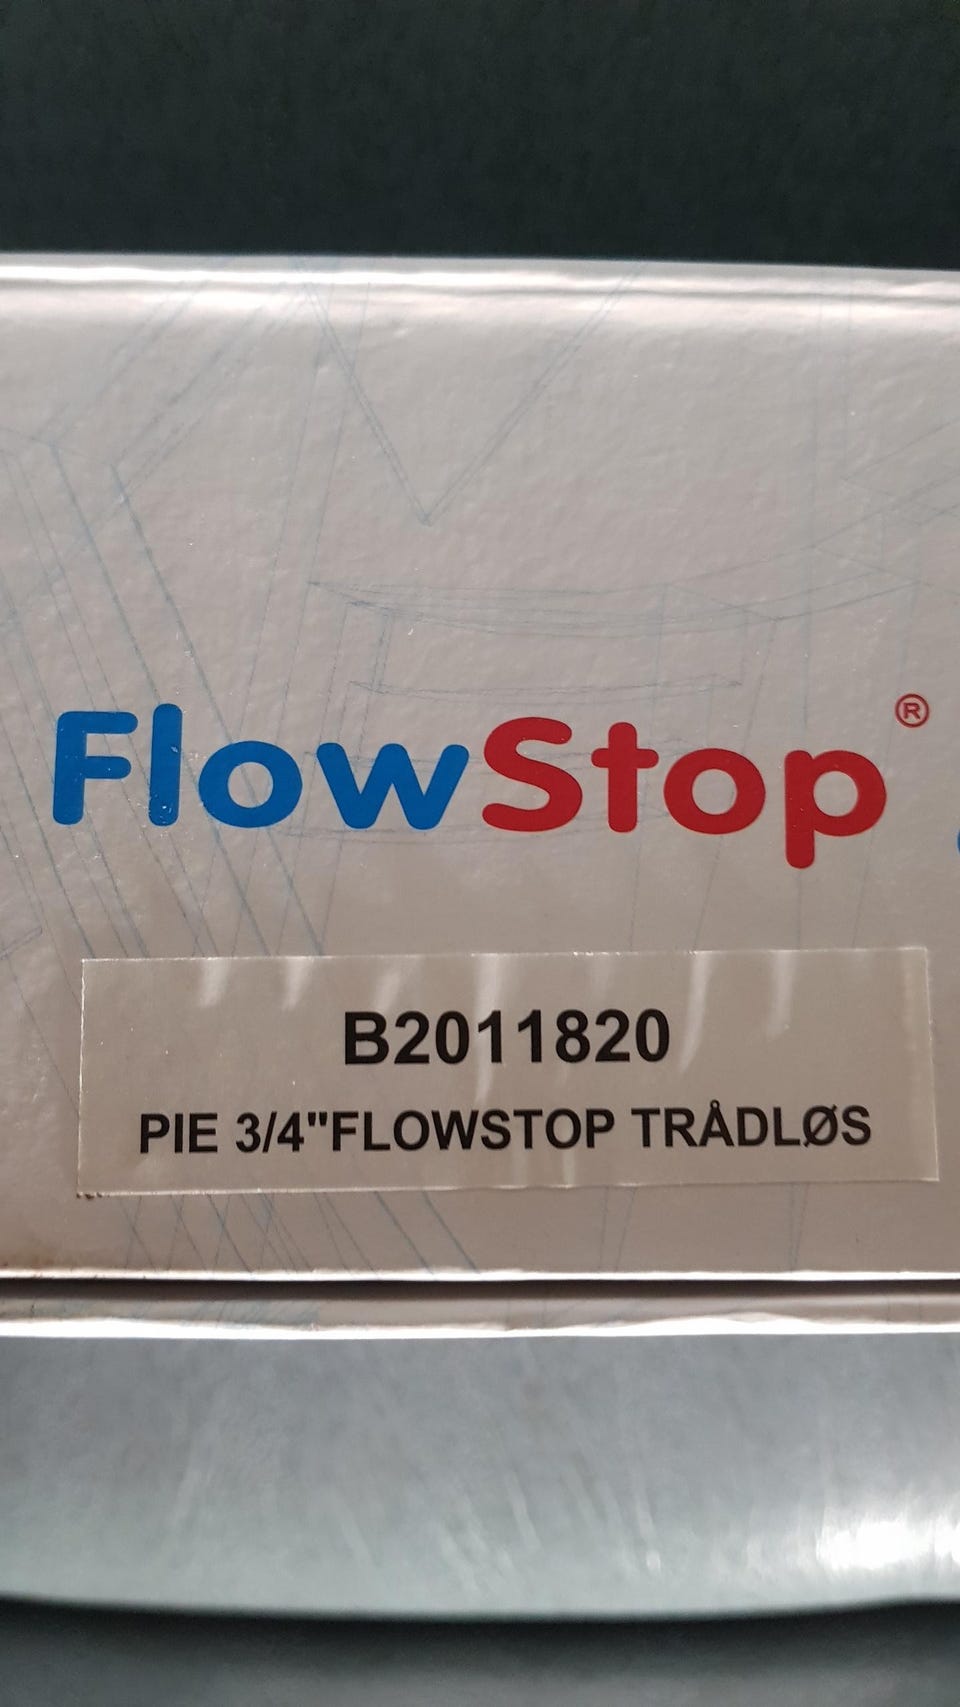 FlowStop®
B2011820
PIE 3/4"FLOWSTOP TRÅDLØS